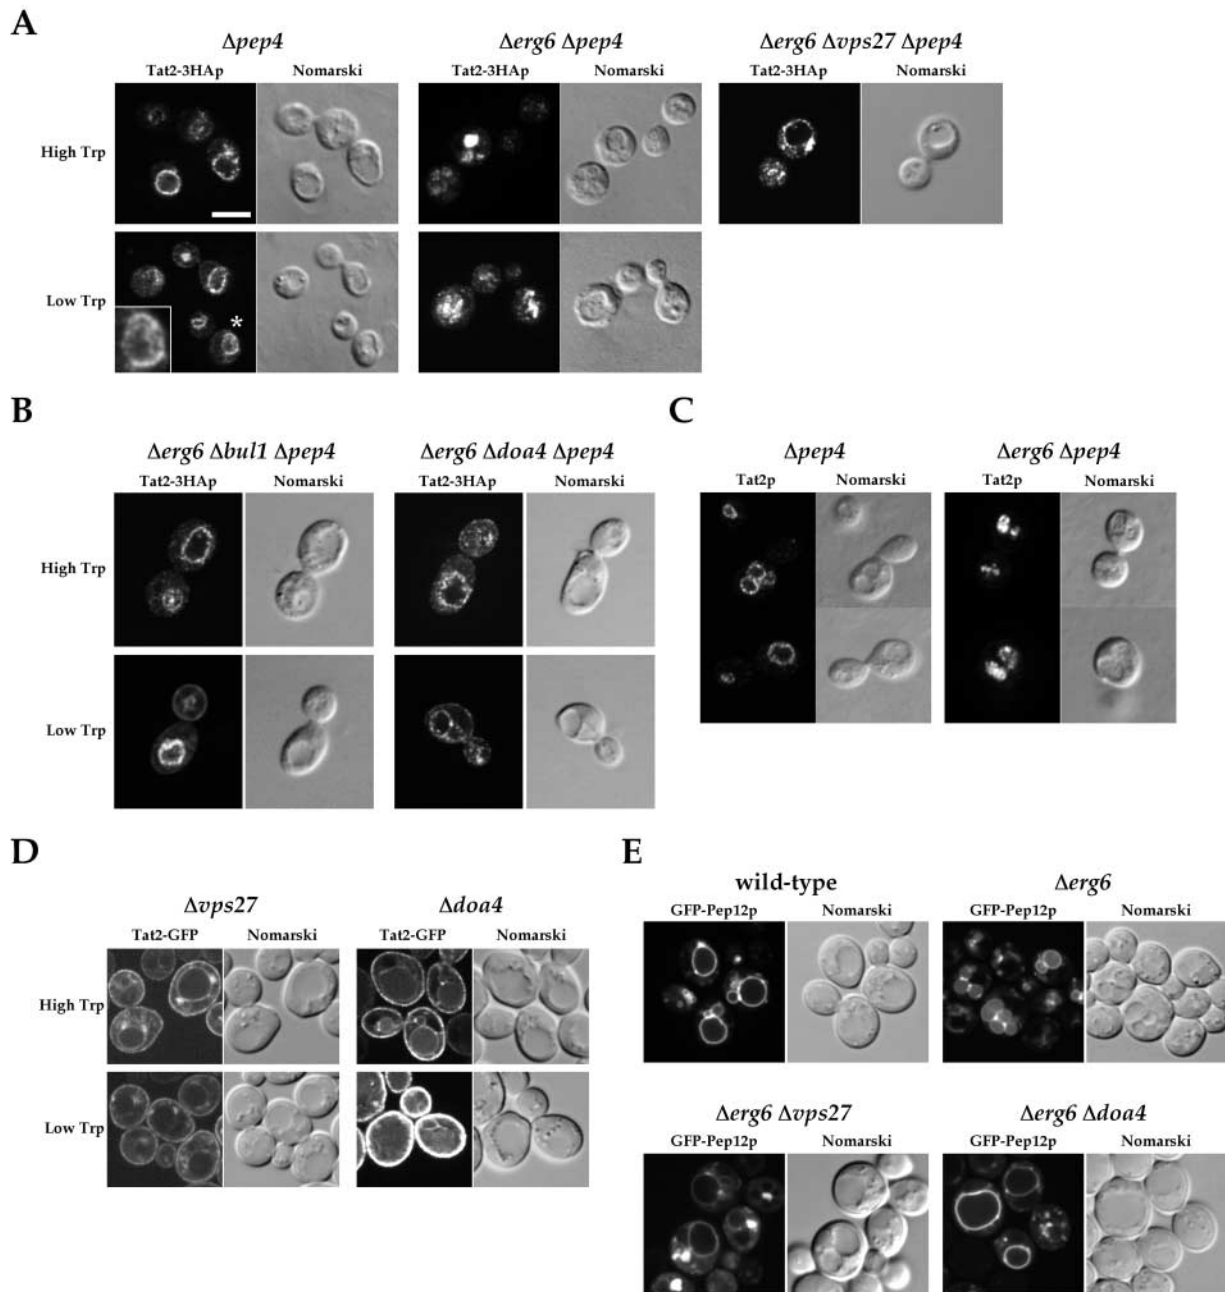 A
Δpep4 Δerg6 Δpep4 Δerg6 Δvps27 Δpep4
Tat2-3HAp Nomarski Tat2-3HAp Nomarski Tat2-3HAp Nomarski
High Trp
Low Trp
*
B
Δerg6 Δbul1 Δpep4 Δerg6 Δdoa4 Δpep4
Tat2-3HAp Nomarski Tat2-3HAp Nomarski
High Trp
Low Trp
C
Δpep4 Δerg6 Δpep4
Tat2p Nomarski Tat2p Nomarski
D
Δvps27 Δdoa4
Tat2-GFP Nomarski Tat2-GFP Nomarski
High Trp
Low Trp
E
wild-type Δerg6
GFP-Pep12p Nomarski GFP-Pep12p Nomarski
Δerg6 Δvps27 Δerg6 Δdoa4
GFP-Pep12p Nomarski GFP-Pep12p Nomarski